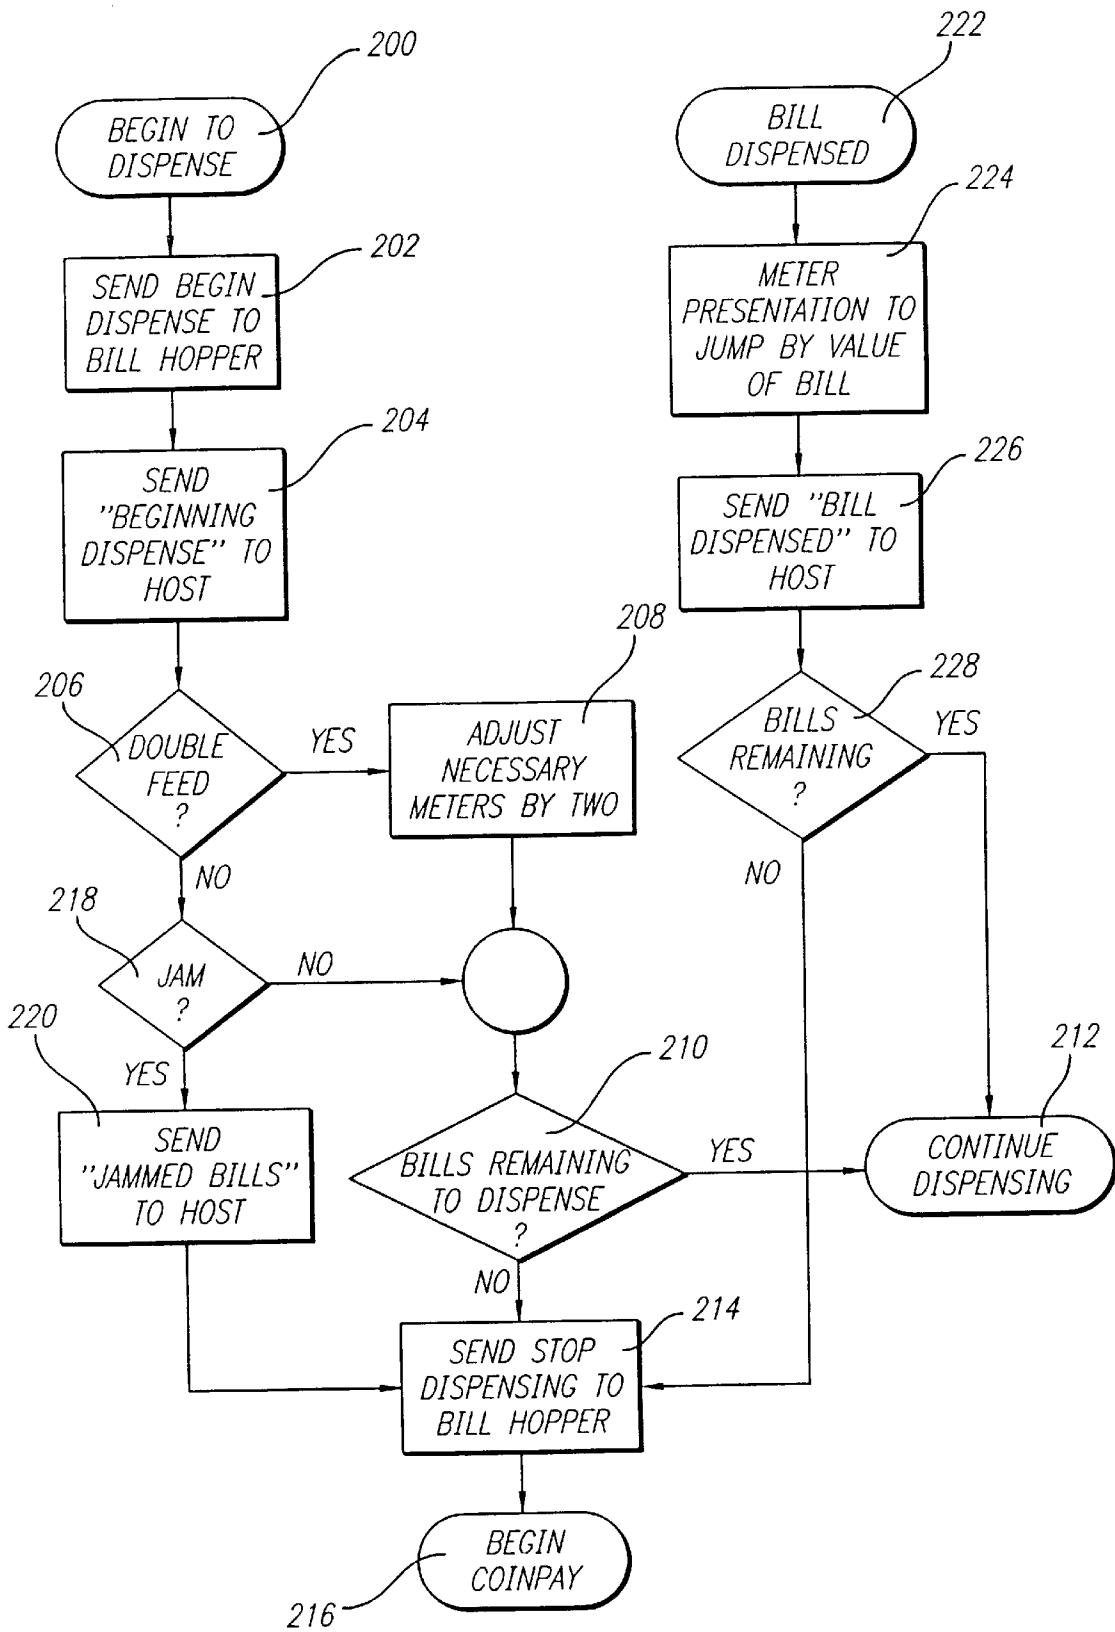 200
BEGIN TO
DISPENSE
202
SEND BEGIN
DISPENSE TO
BILL HOPPER
204
SEND
"BEGINNING
DISPENSE" TO
HOST
206
DOUBLE
FEED
?
YES
NO
208
ADJUST
NECESSARY
METERS BY TWO
218
JAM
?
NO
YES
220
SEND
"JAMMED BILLS"
TO HOST
210
BILLS REMAINING
TO DISPENSE
?
YES
NO
214
SEND STOP
DISPENSING TO
BILL HOPPER
BEGIN
COINPAY
216
222
BILL
DISPENSED
224
METER
PRESENTATION TO
JUMP BY VALUE
OF BILL
226
SEND "BILL
DISPENSED" TO
HOST
228
BILLS
REMAINING
?
YES
NO
212
CONTINUE
DISPENSING